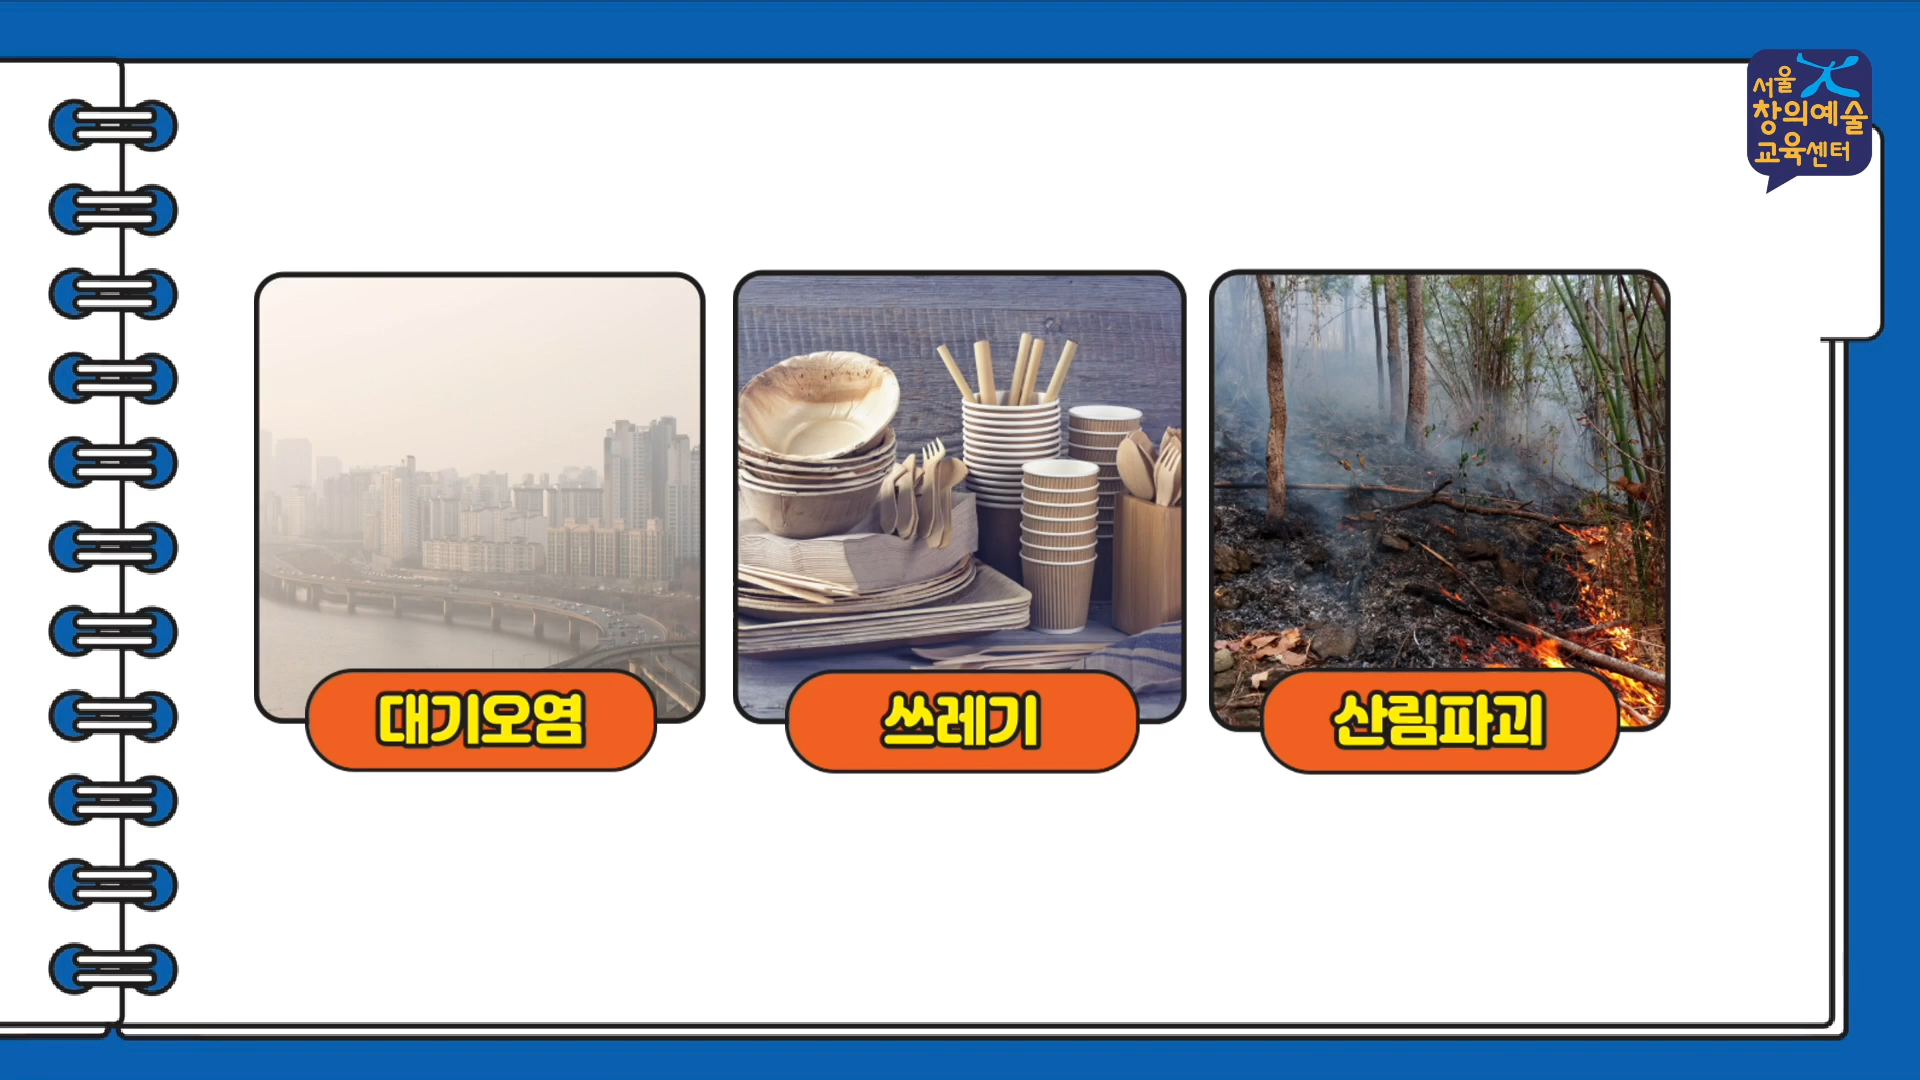 서울
창의예술
교육센터
대기오염
쓰레기
산림파괴